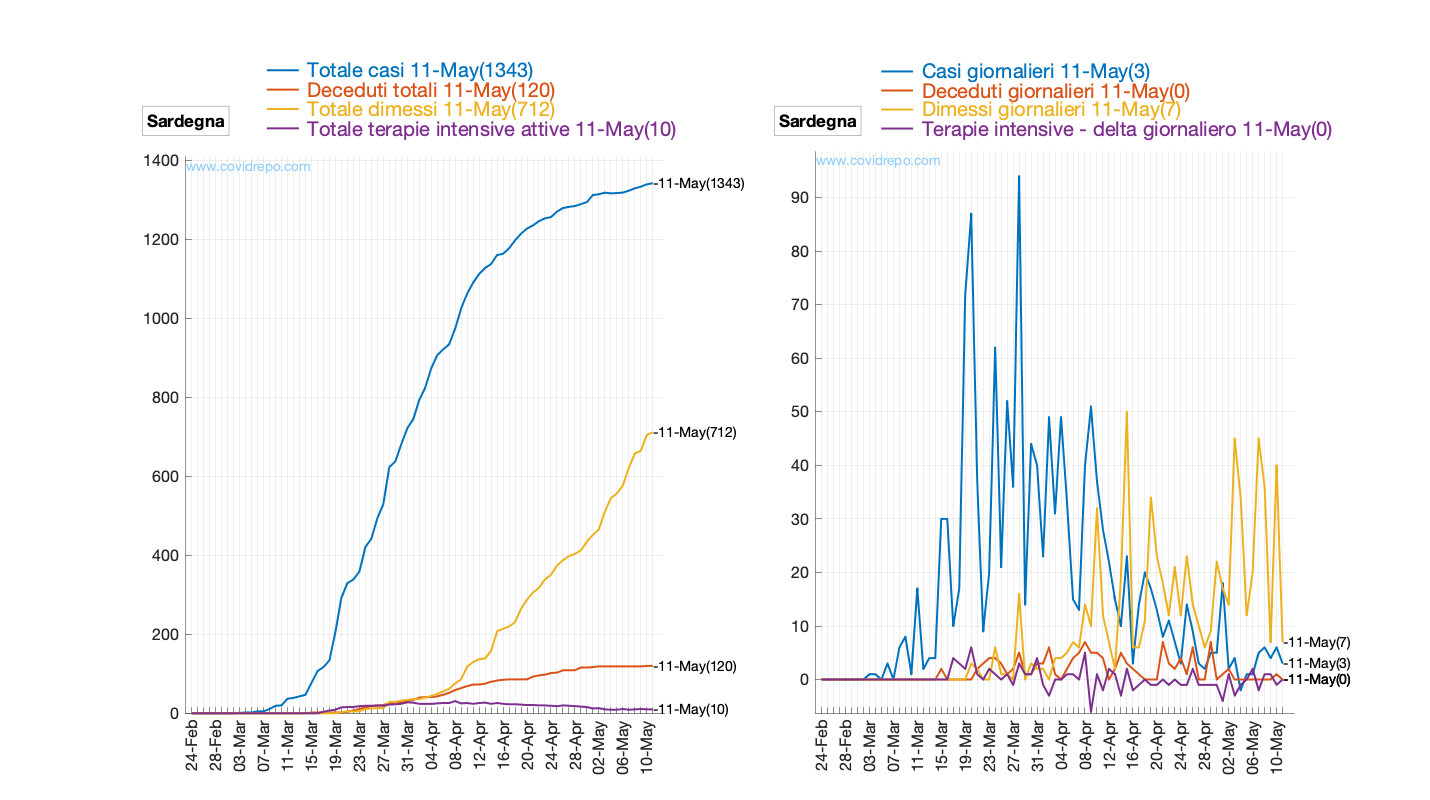 Totale casi 11-May(1343)
Deceduti totali 11-May(120)
Totale dimessi 11-May(712)
Totale terapie intensive attive 11-May(10)
Sardegna
www.covidrepo.com
1400
1200
1000
800
600
400
200
0
-11-May(1343)
-11-May(712)
-11-May(120)
-11-May(10)
24-Feb
28-Feb
03-Mar
07-Mar
11-Mar
15-Mar
19-Mar
23-Mar
27-Mar
31-Mar
04-Apr
08-Apr
12-Apr
16-Apr
20-Apr
24-Apr
28-Apr
02-May
06-May
10-May
Casi giornalieri 11-May(3)
Deceduti giornalieri 11-May(0)
Dimessi giornalieri 11-May(7)
Terapie intensive - delta giornaliero 11-May(0)
Sardegna
www.covidrepo.com
90
80
70
60
50
40
30
20
10
0
-11-May(7)
-11-May(3)
-11-May(0)
24-Feb
28-Feb
03-Mar
07-Mar
11-Mar
15-Mar
19-Mar
23-Mar
27-Mar
31-Mar
04-Apr
08-Apr
12-Apr
16-Apr
20-Apr
24-Apr
28-Apr
02-May
06-May
10-May